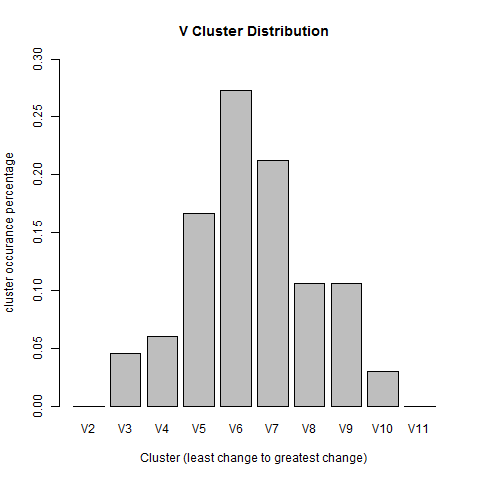 V Cluster Distribution
cluster occurance percentage
0.30
0.25
0.20
0.15
0.10
0.05
0.00
V2 V3 V4 V5 V6 V7 V8 V9 V10 V11
Cluster (least change to greatest change)